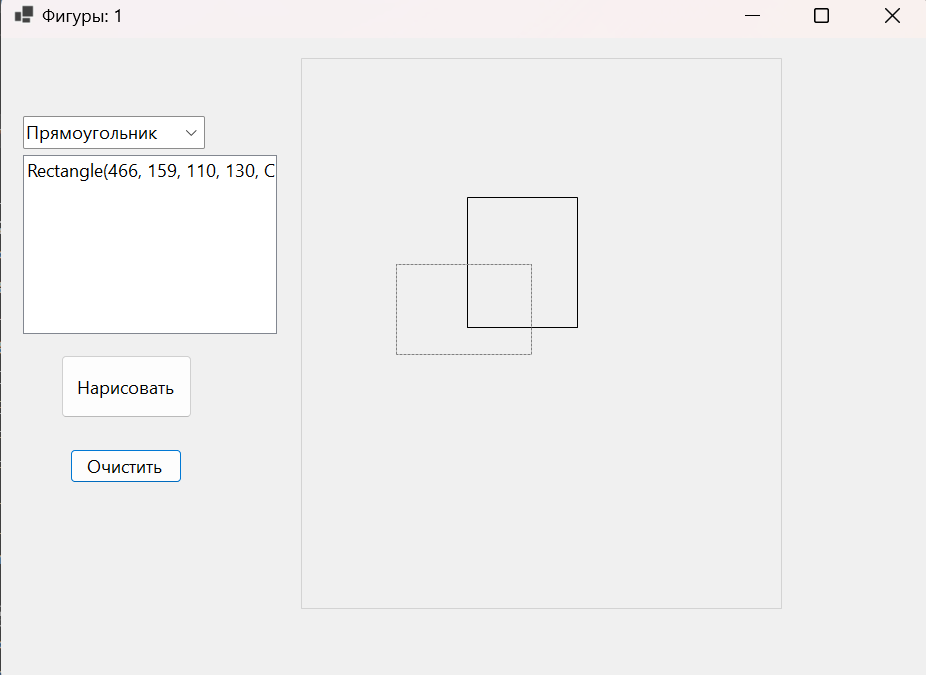 Фигуры: 1
Прямоугольник
Rectangle(466, 159, 110, 130, C
Нарисовать
Очистить